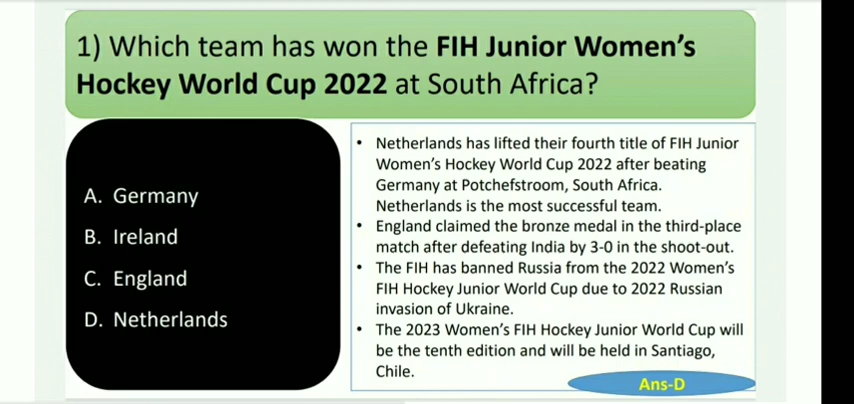 1) Which team has won the FIH Junior Women's
Hockey World Cup 2022 at South Africa?
A. Germany
B. Ireland
C. England
D. Netherlands
• Netherlands has lifted their fourth title of FIH Junior
Women's Hockey World Cup 2022 after beating
Germany at Potchefstroom, South Africa.
Netherlands is the most successful team.
• England claimed the bronze medal in the third-place
match after defeating India by 3-0 in the shoot-out.
• The FIH has banned Russia from the 2022 Women's
FIH Hockey Junior World Cup due to 2022 Russian
invasion of Ukraine.
• The 2023 Women's FIH Hockey Junior World Cup will
be the tenth edition and will be held in Santiago,
Chile.
Ans-D